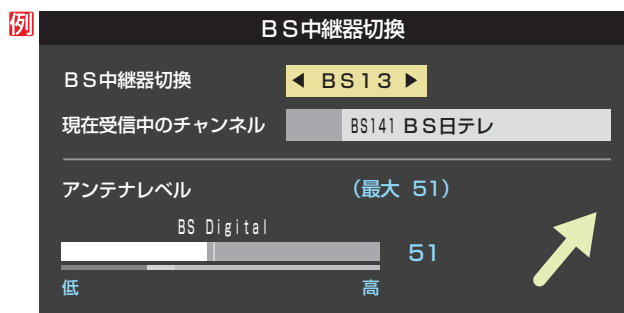 例
BS中継器切換
BS中継器切換 ◀ BS13 ▶
現在受信中のチャンネル BS141 BS日テレ
アンテナレベル (最大 51)
BS Digital
51
低 高